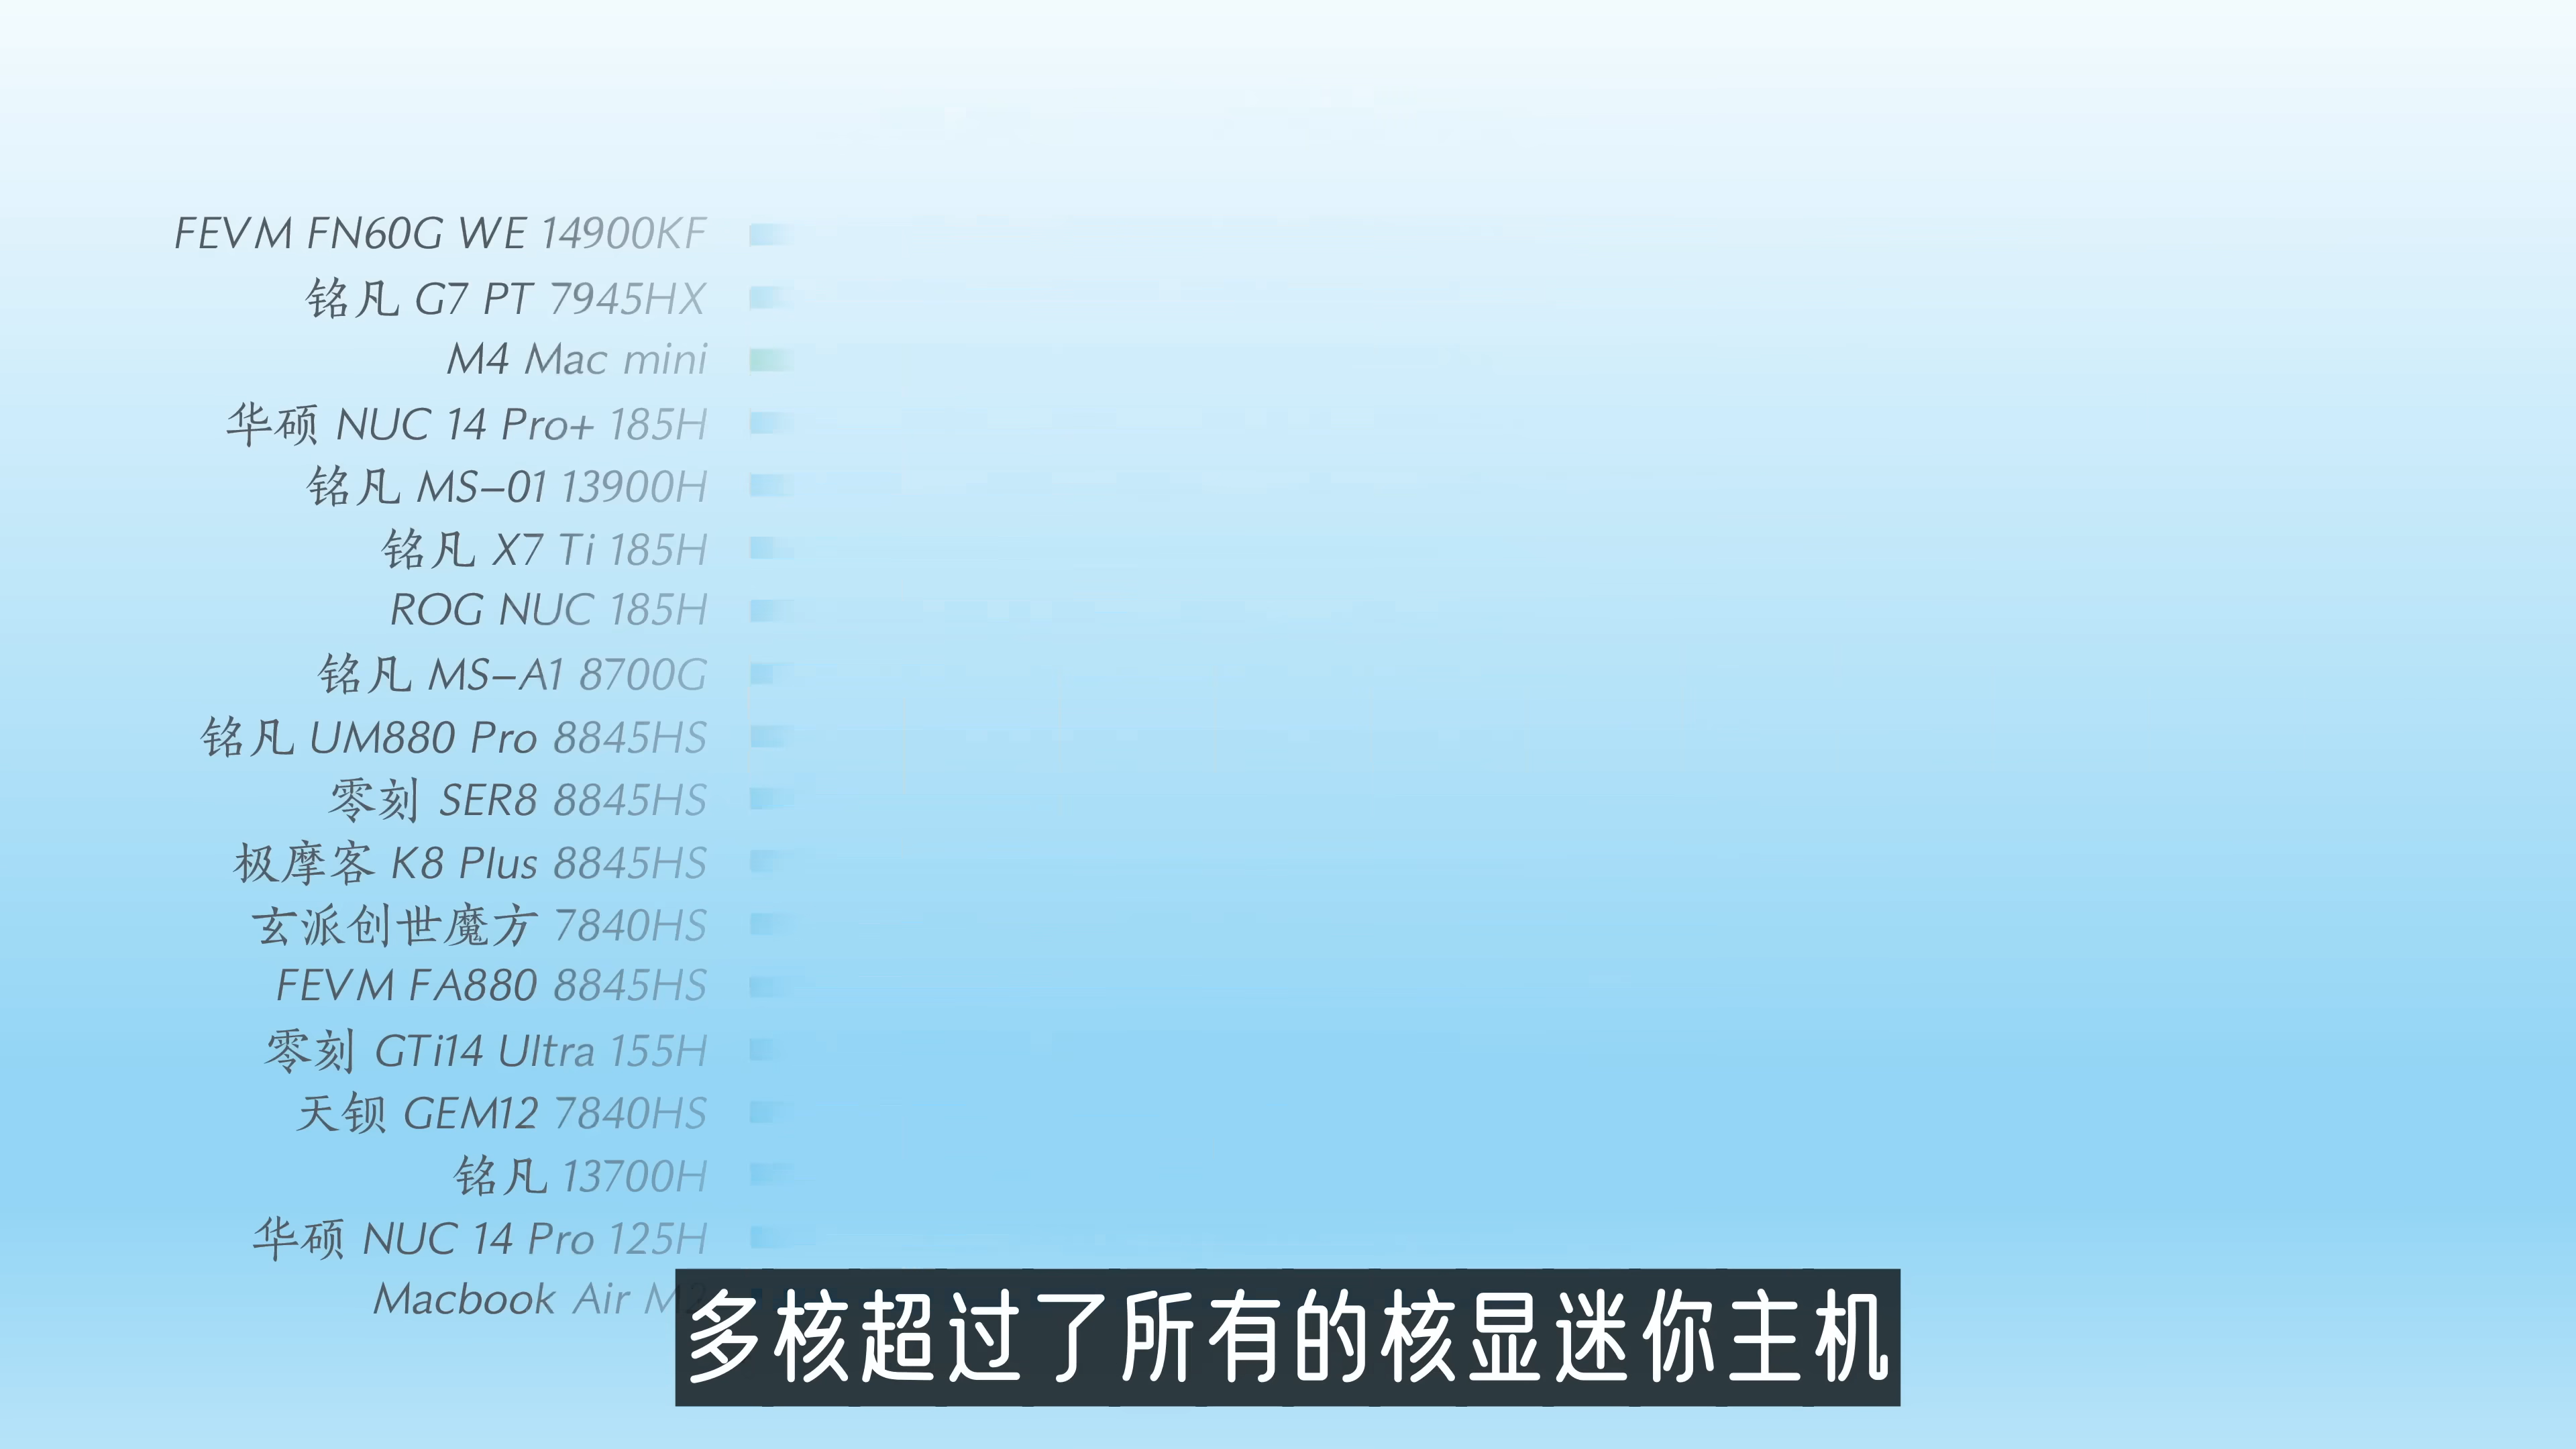 FEVM FN60G WE 14900KF
铭凡 G7 PT 7945HX
M4 Mac mini
华硕 NUC 14 Pro+ 185H
铭凡 MS-01 13900H
铭凡 X7 Ti 185H
ROG NUC 185H
铭凡 MS-A1 8700G
铭凡 UM880 Pro 8845HS
零刻 SER8 8845HS
极摩客 K8 Plus 8845HS
玄派创世魔方 7840HS
FEVM FA880 8845HS
零刻 GTi14 Ultra 155H
天钡 GEM12 7840HS
铭凡 13700H
华硕 NUC 14 Pro 125H
Macbook Air
多核超过了所有的核显迷你主机